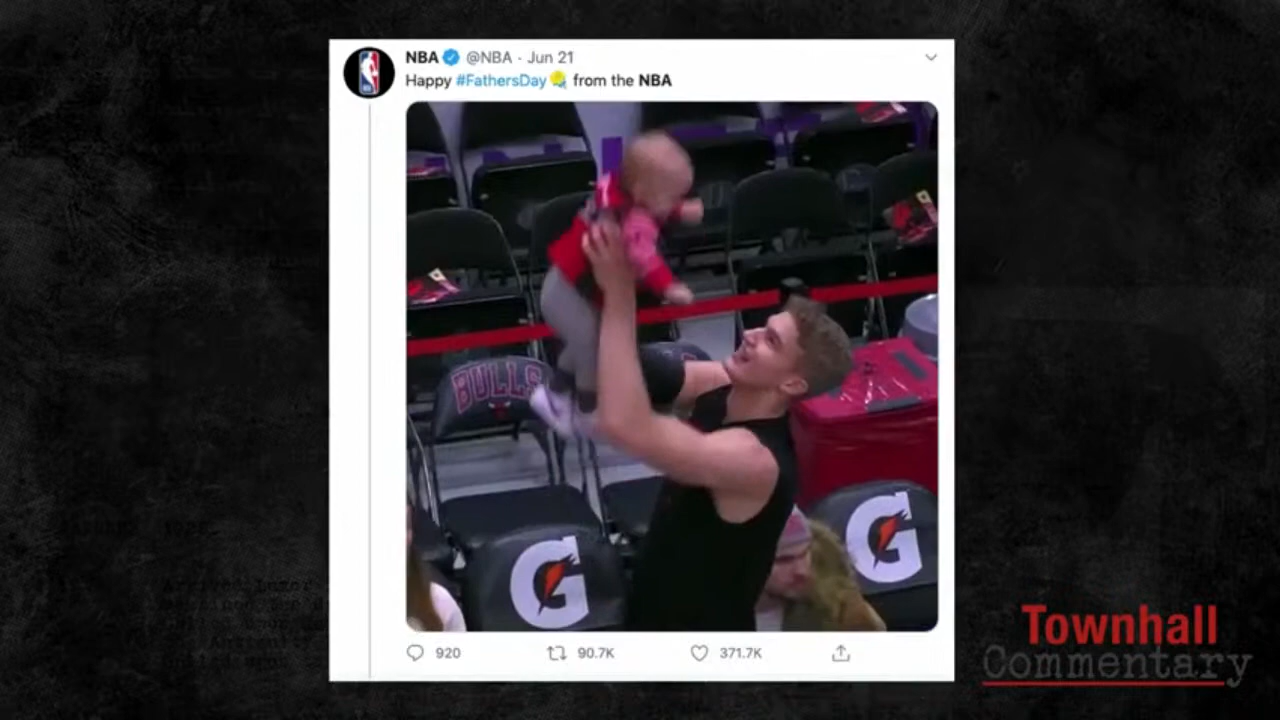 NBA @NBA · Jun 21
Happy #FathersDay from the NBA
BULLS
G
G
920 90.7K 371.7K
Townhall
Commentary